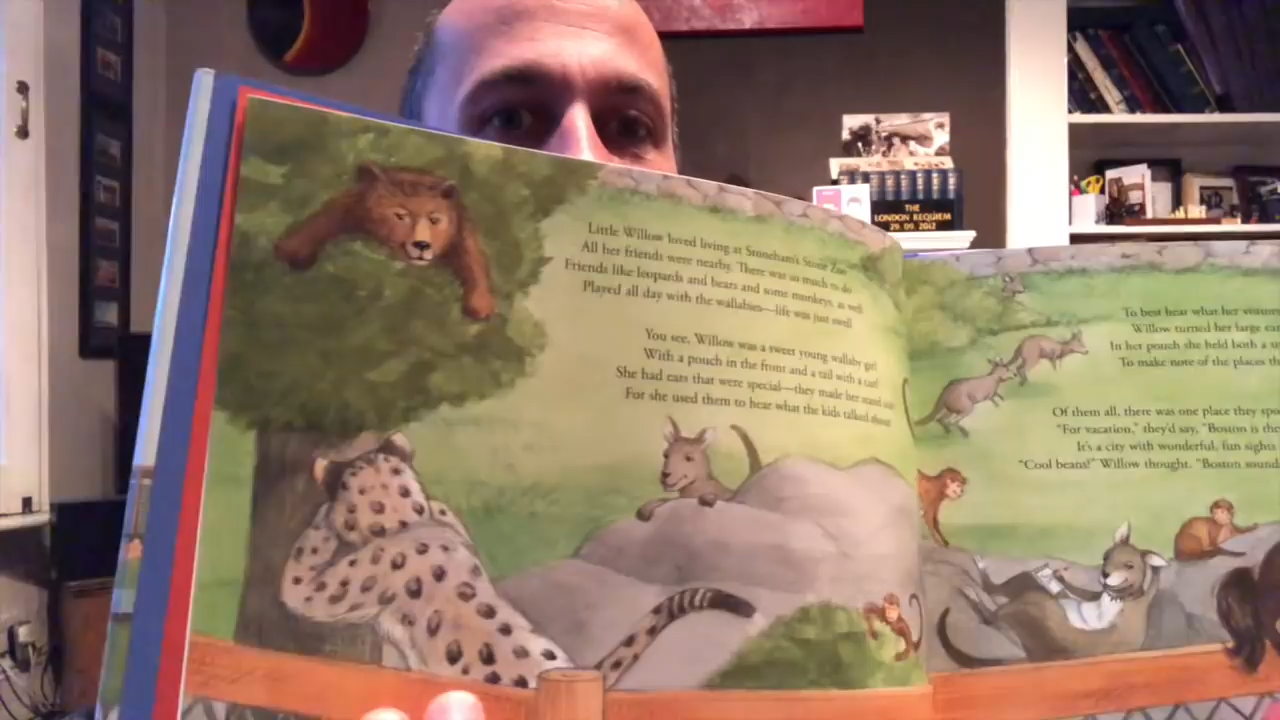 Little Willow loved living at Stoneham's Stone Zoo
All her friends were nearby. There was so much to do
Friends like leopards and bears and some monkeys, as well
Played all day with the wallabies—life was just swell
You see, Willow was a sweet young wallaby girl
With a pouch in the front and a tail with a curl
She had ears that were special—they made her stand out
For she used them to hear what the kids talked about
To best hear what her
Willow turned her large
In her pouch she held both a
To make note of the places
Of them all, there was one place they
"For vacation," they'd say, "Boston is the
It's a city with wonderful, fun sights
"Cool beans!" Willow thought. "Boston
THE
LONDON REQUIEM
29. 09. 2012